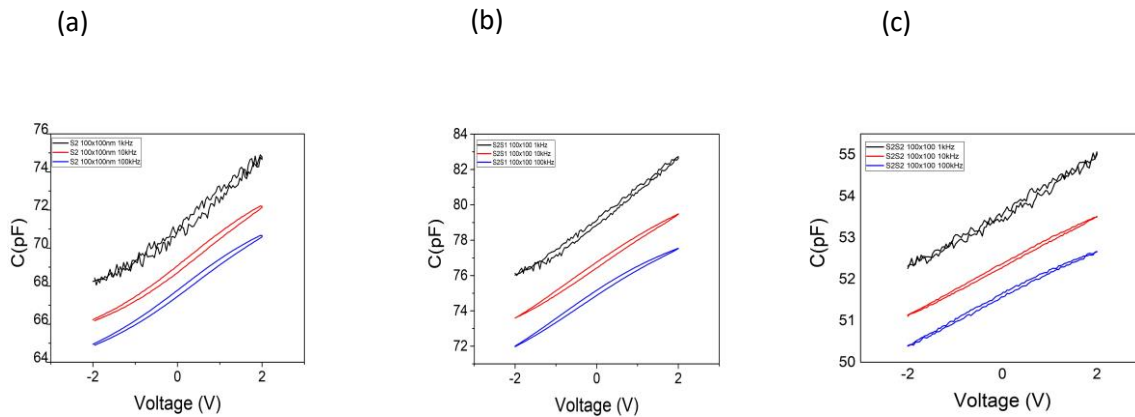 (a)
(b)
(c)
76
74
72
70
68
66
64
C(pF)
S2 100x100nm 1kHz
S2 100x100nm 10kHz
S2 100x100nm 100kHz
-2
0
2
Voltage (V)
84
82
80
78
76
74
72
C(pF)
S2S1 100x100 1kHz
S2S1 100x100 10kHz
S2S1 100x100 100kHz
-2
0
2
Voltage (V)
55
54
53
52
51
50
C(pF)
S2S2 100x100 1kHz
S2S2 100x100 10kHz
S2S2 100x100 100kHz
-2
0
2
Voltage (V)